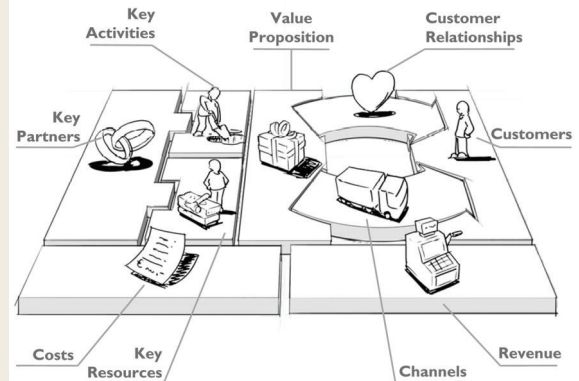 Key
Activities
Value
Proposition
Customer
Relationships
Key
Partners
Customers
Costs
Key
Resources
Channels
Revenue